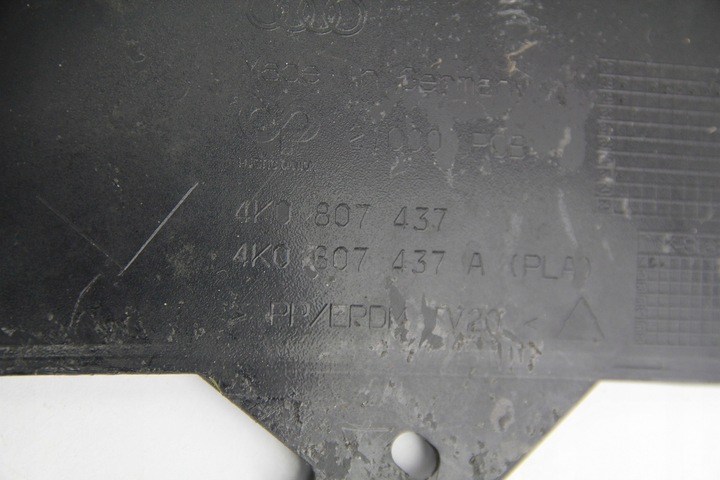 Made in Germany
4K0 807 437
4K0 807 437 A (PLA)
> PP/EPDM TV20 <